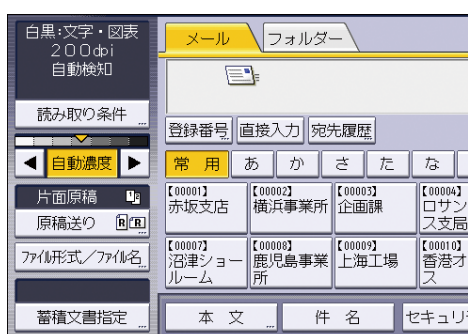 白黒:文字・図表
200dpi
自動検知
読み取り条件
自動濃度
片面原稿
原稿送り
ファイル形式／ファイル名
蓄積文書指定
メール
フォルダー
登録番号
直接入力
宛先履歴
常用
あ
か
さ
た
な
【00001】
赤坂支店
【00002】
横浜事業所
【00003】
企画課
【00004】
ロサン
ス支局
【00007】
沼津ショー
ルーム
【00008】
鹿児島事業
所
【00009】
上海工場
【00010】
香港オ
ス
本文
件名
セキュリ